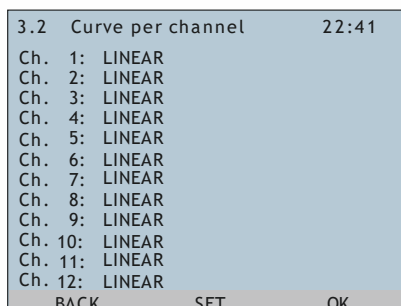 3.2 Curve per channel 22:41
Ch. 1: LINEAR
Ch. 2: LINEAR
Ch. 3: LINEAR
Ch. 4: LINEAR
Ch. 5: LINEAR
Ch. 6: LINEAR
Ch. 7: LINEAR
Ch. 8: LINEAR
Ch. 9: LINEAR
Ch. 10: LINEAR
Ch. 11: LINEAR
Ch. 12: LINEAR
BACK SET OK